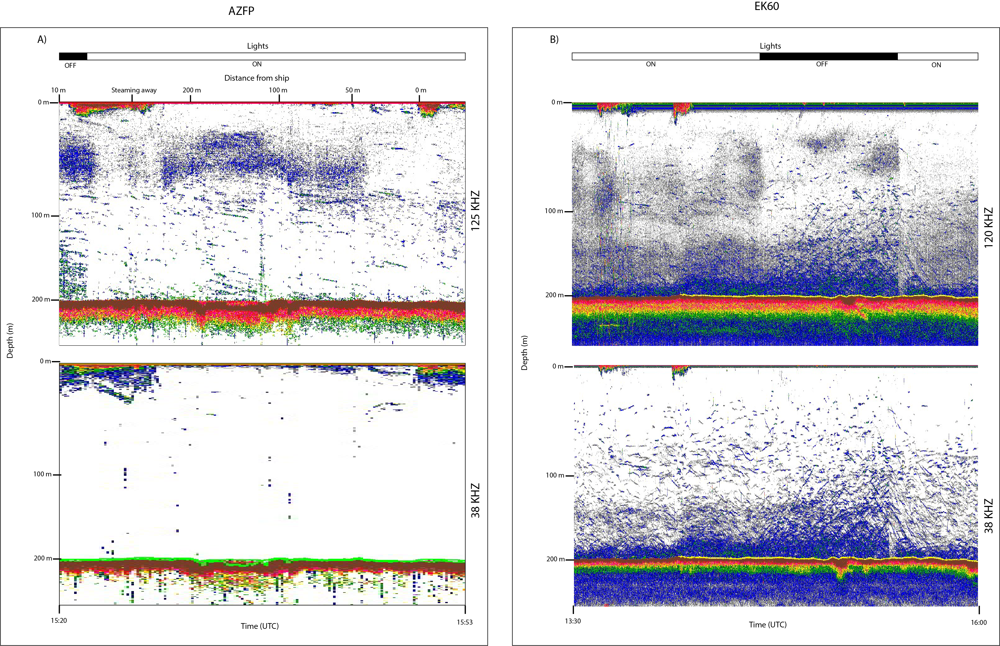 AZFP
A)
Lights
OFF
ON
Distance from ship
10 m
Steaming away
200 m
100 m
50 m
0 m
0 m
100 m
200 m
125 KHZ
Depth (m)
0 m
100 m
200 m
38 KHZ
15:20
Time (UTC)
15:53
EK60
B)
Lights
ON
OFF
ON
0 m
100 m
200 m
120 KHZ
Depth (m)
0 m
100 m
200 m
38 KHZ
13:30
Time (UTC)
16:00